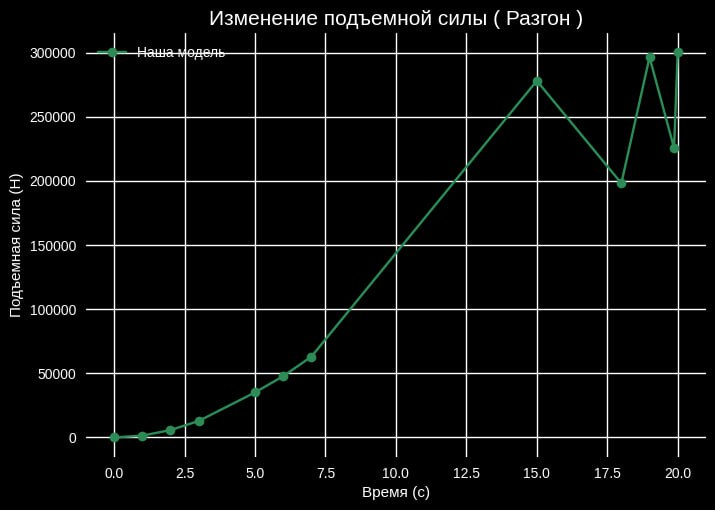 Изменение подъемной силы ( Разгон )
Наша модель
Подъемная сила (Н)
300000
250000
200000
150000
100000
50000
0
0.0 2.5 5.0 7.5 10.0 12.5 15.0 17.5 20.0
Время (с)